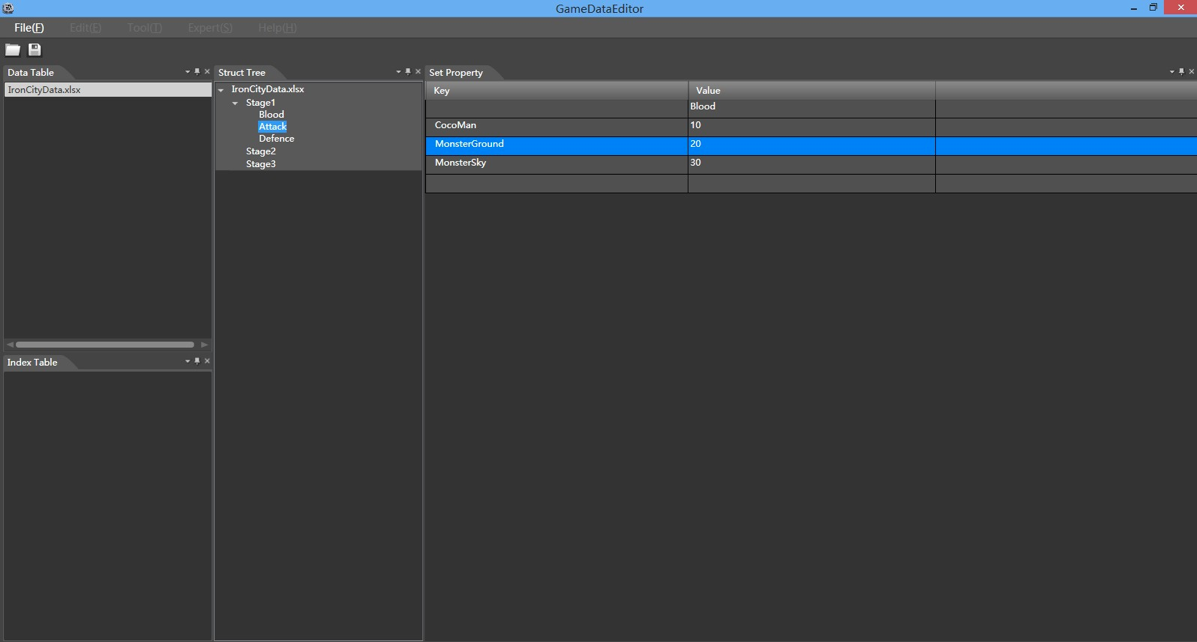 GameDataEditor
File(F) Edit(E) Tool(T) Expert(S) Help(H)
Data Table
IronCityData.xlsx
Index Table
Struct Tree
IronCityData.xlsx
Stage1
Blood
Attack
Defence
Stage2
Stage3
Set Property
Key Value
Blood
CocoMan 10
MonsterGround 20
MonsterSky 30